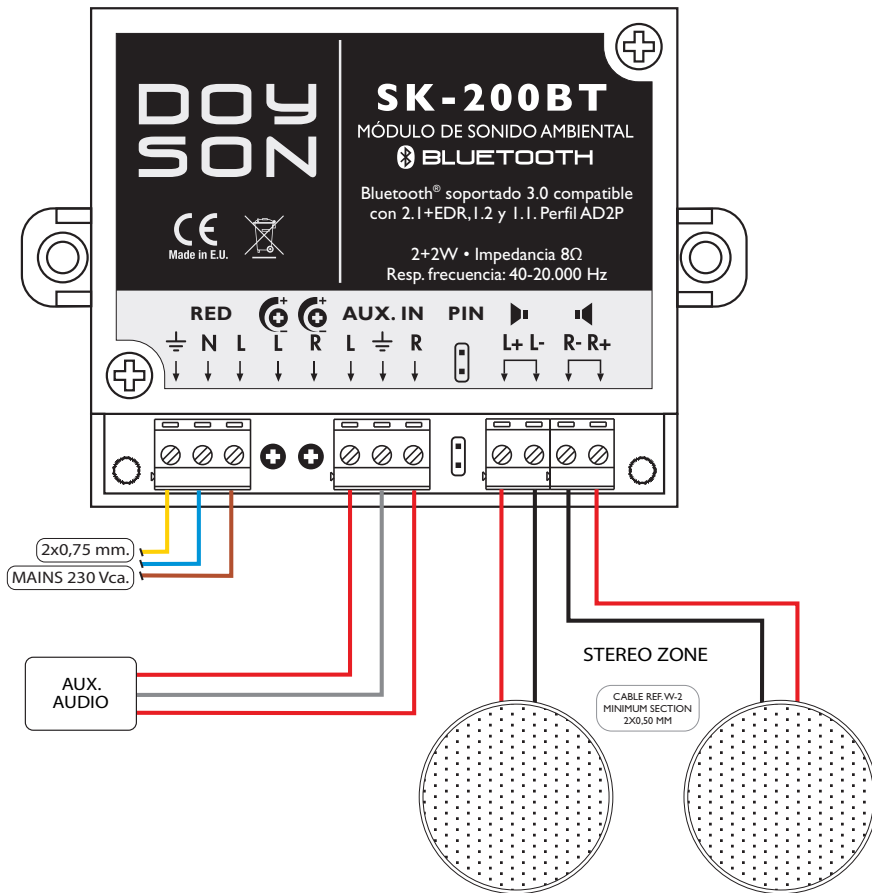 DOY
SON
CE
Made in E.U.
SK-200BT
MÓDULO DE SONIDO AMBIENTAL
BLUETOOTH
Bluetooth® soportado 3.0 compatible
con 2.1+EDR,1.2 y 1.1. Perfil AD2P
2+2W • Impedancia 8Ω
Resp. frecuencia: 40-20.000 Hz
RED + - + - AUX. IN PIN
N L L R L R L+ L- R- R+
2x0,75 mm.
MAINS 230 Vca.
AUX.
AUDIO
STEREO ZONE
CABLE REF. W-2
MINIMUM SECTION
2X0,50 MM